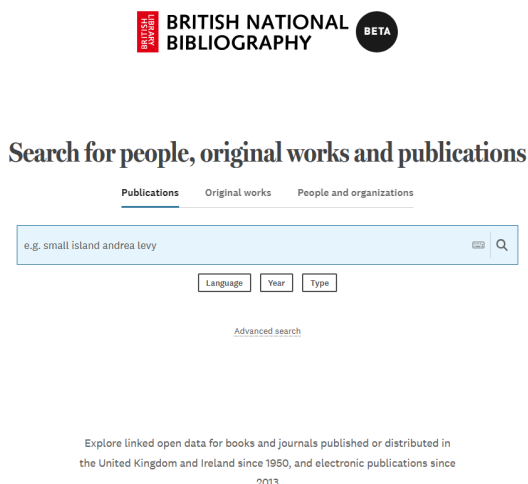 BRITISH LIBRARY
BRITISH NATIONAL
BIBLIOGRAPHY
BETA
Search for people, original works and publications
Publications Original works People and organizations
e.g. small island andrea levy
Language Year Type
Advanced search
Explore linked open data for books and journals published or distributed in
the United Kingdom and Ireland since 1950, and electronic publications since
2013